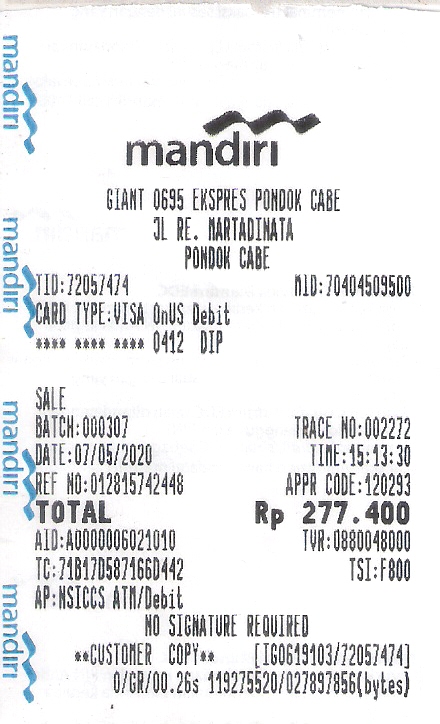 mandiri
GIANT 0695 EKSPRES PONDOK CABE
JL RE. MARTADINATA
PONDOK CABE
TID:72057474 MID:70404509500
CARD TYPE:VISA OnUS Debit
**** **** **** 0412 DIP
SALE
BATCH:000307 TRACE NO:002272
DATE:07/05/2020 TIME:15:13:30
REF NO:012815742448 APPR CODE:120293
TOTAL Rp 277.400
AID:A0000006021010 TVR:0880048000
TC:71B17D587166D442 TSI:F800
AP:NSICCS ATM/Debit
NO SIGNATURE REQUIRED
**CUSTOMER COPY** [IG0619103/72057474]
0/GR/00.26s 119275520/027897856(bytes)
mandiri
mandiri
mandiri
mandiri